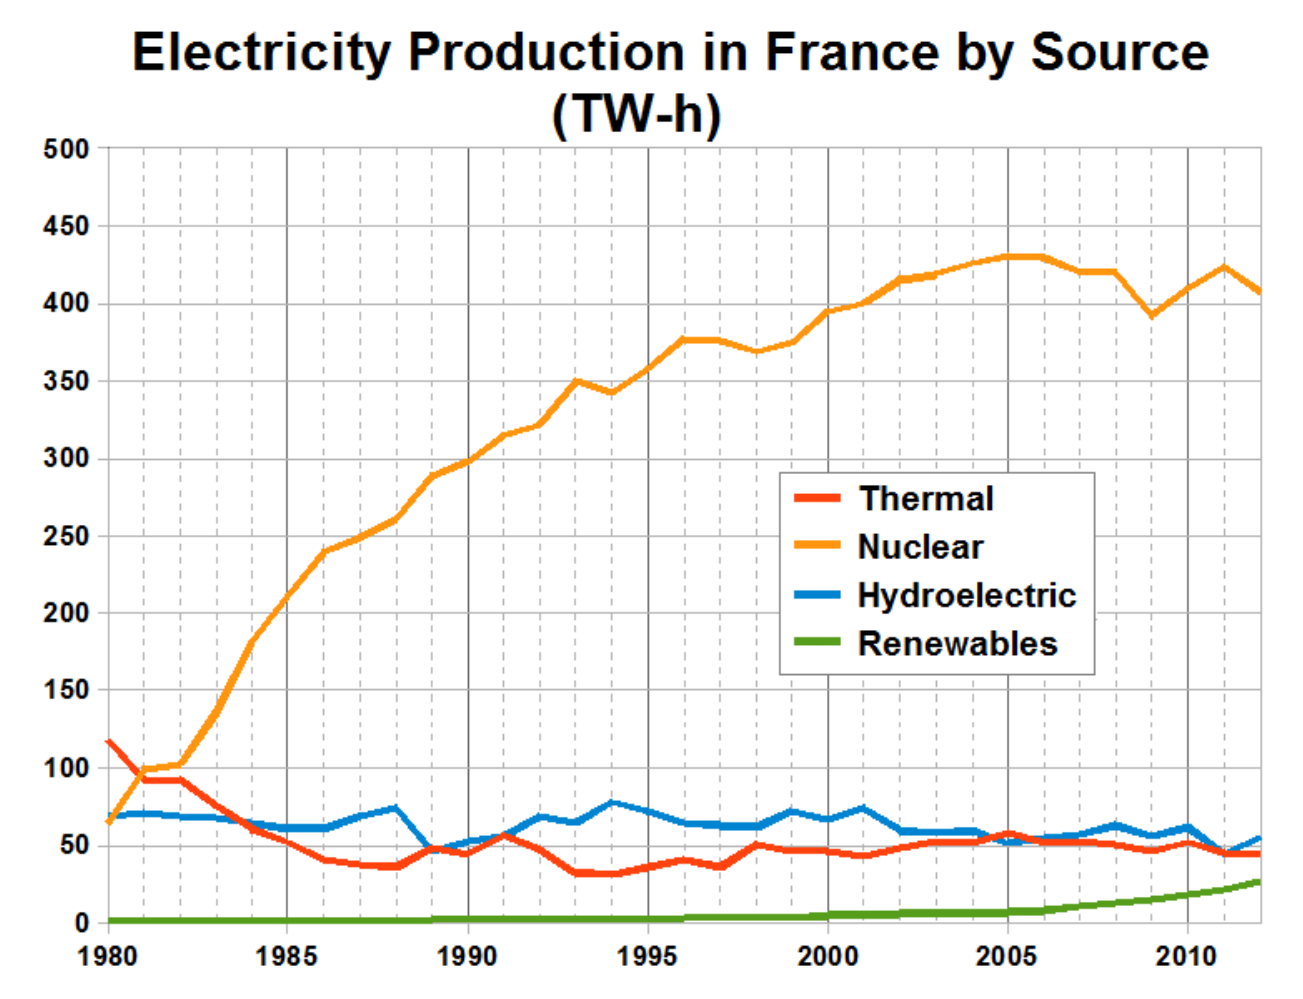 Electricity Production in France by Source
(TW-h)
500
450
400
350
300
250
200
150
100
50
0
Thermal
Nuclear
Hydroelectric
Renewables
1980 1985 1990 1995 2000 2005 2010